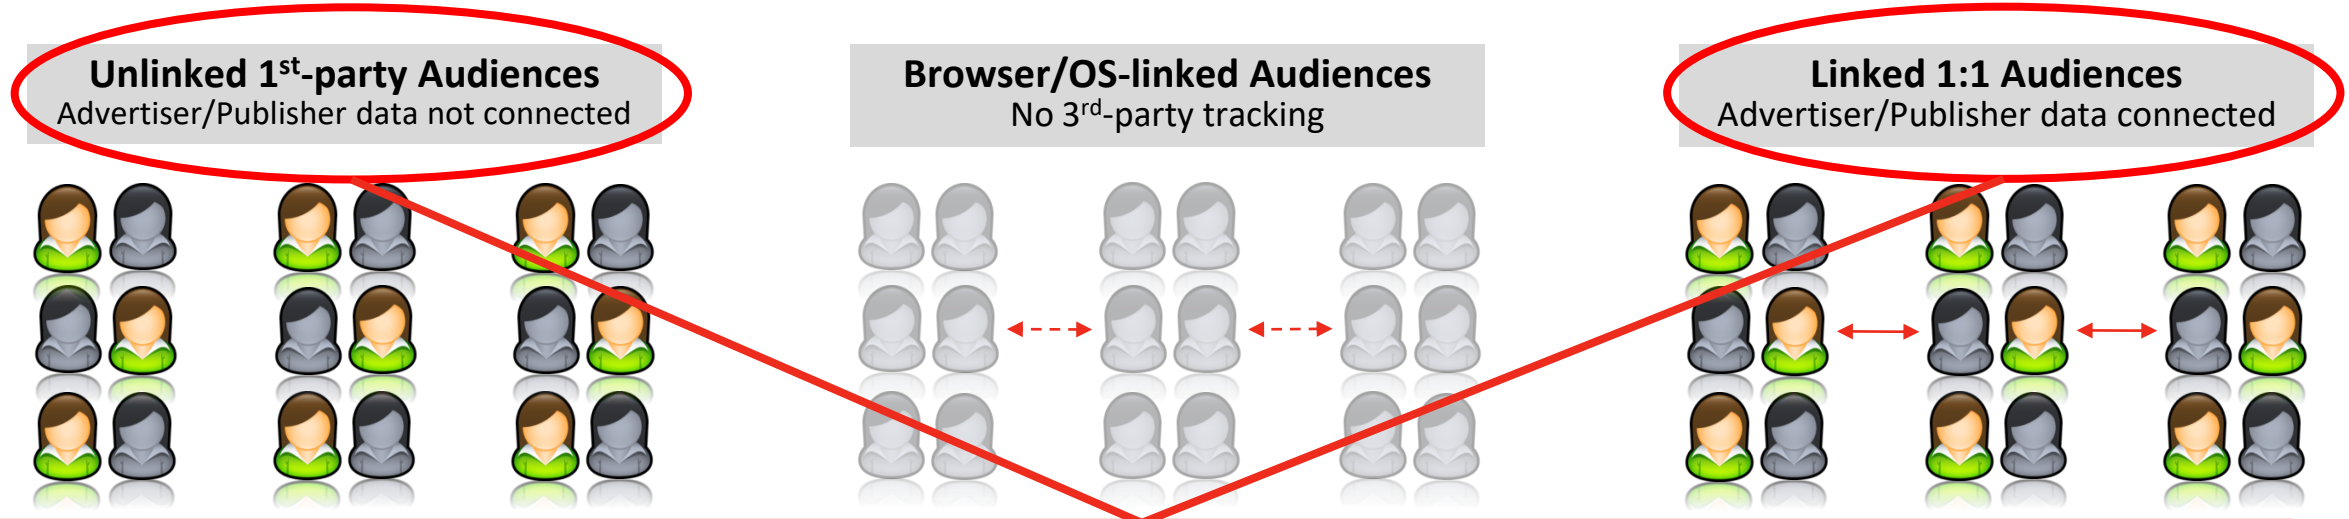 Unlinked 1st-party Audiences
Advertiser/Publisher data not connected
Browser/OS-linked Audiences
No 3rd-party tracking
Linked 1:1 Audiences
Advertiser/Publisher data connected